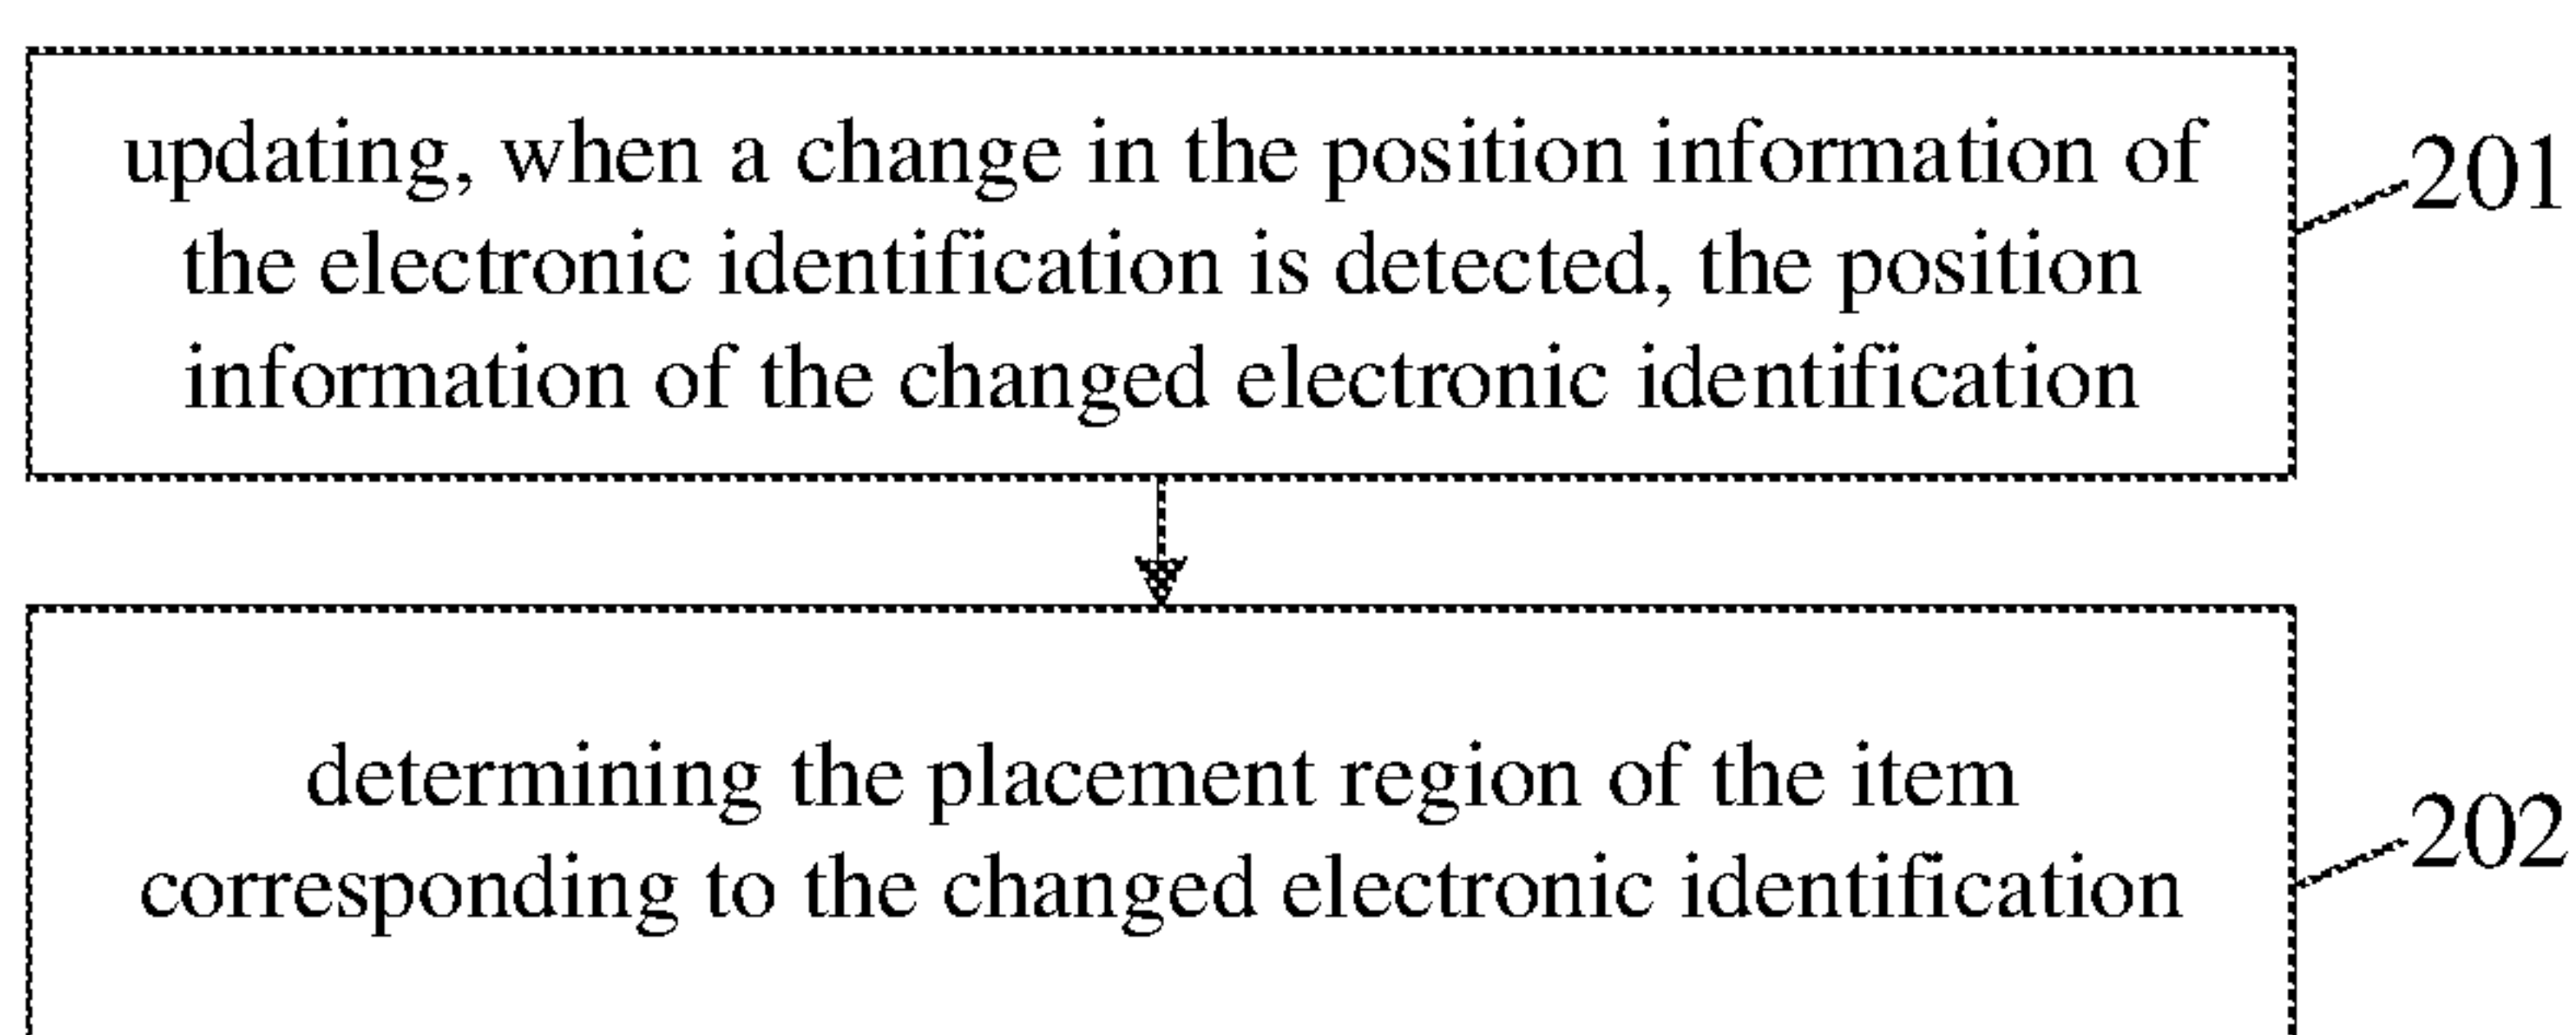 updating, when a change in the position information of
the electronic identification is detected, the position
information of the changed electronic identification
201
determining the placement region of the item
corresponding to the changed electronic identification
202